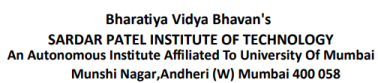 Bharatiya Vidya Bhavan's
SARDAR PATEL INSTITUTE OF TECHNOLOGY
An Autonomous Institute Affiliated To University Of Mumbai
Munshi Nagar,Andheri (W) Mumbai 400 058